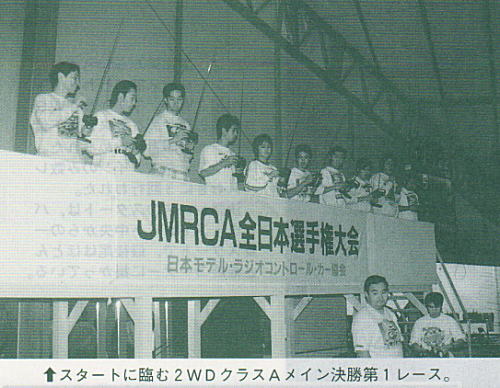 JMRCA全日本選手権大会
日本モデル・ラジオコントロール・カー協会
⬆スタートに臨む2WDクラスAメイン決勝第1レース。